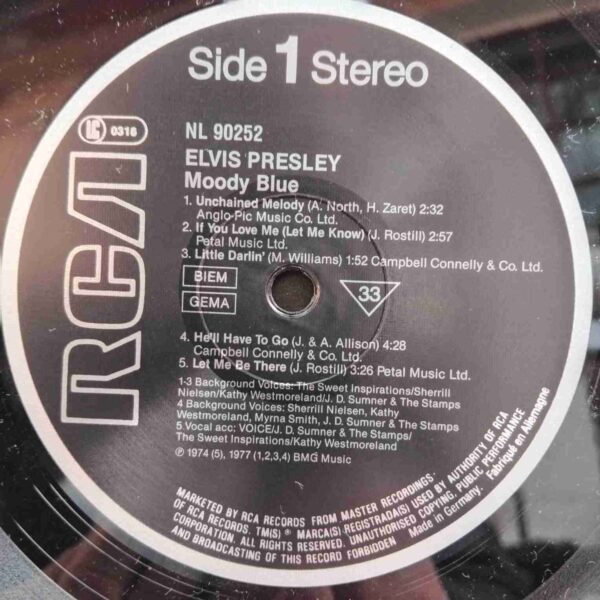 Side 1 Stereo
RCA
LC 0316
NL 90252
ELVIS PRESLEY
Moody Blue
1. Unchained Melody (A. North, H. Zaret) 2:32
Anglo-Pic Music Co. Ltd.
2. If You Love Me (Let Me Know) (J. Rostill) 2:57
Petal Music Ltd.
3. Little Darlin' (M. Williams) 1:52 Campbell Connelly & Co. Ltd.
BIEM
GEMA
33
4. He'll Have To Go (J. & A. Allison) 4:28
Campbell Connelly & Co. Ltd.
5. Let Me Be There (J. Rostill) 3:26 Petal Music Ltd.
1-3 Background Voices: The Sweet Inspirations/Sherrill
Nielsen/Kathy Westmoreland/J. D. Sumner & The Stamps
4 Background Voices: Sherrill Nielsen, Kathy
Westmoreland, Myrna Smith, J. D. Sumner & The Stamps
5. Vocal acc: VOICE/J. D. Sumner & The Stamps/
The Sweet Inspirations/Kathy Westmoreland
℗ 1974 (5), 1977 (1,2,3,4) BMG Music
MARKETED BY RCA RECORDS FROM MASTER RECORDINGS ·
OF RCA RECORDS. TM(S) ® MARCA(S) REGISTRADA(S) USED BY AUTHORITY OF RCA
CORPORATION. ALL RIGHTS RESERVED. UNAUTHORISED COPYING, PUBLIC PERFORMANCE
AND BROADCASTING OF THIS RECORD FORBIDDEN
Made in Germany. Fabriqué en Allemagne